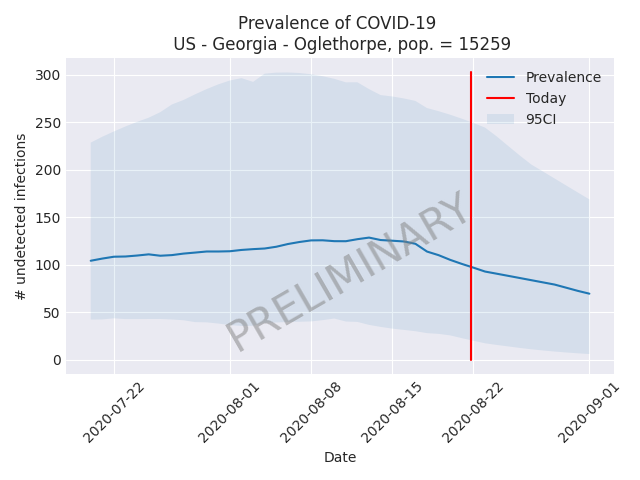 Prevalence of COVID-19
US - Georgia - Oglethorpe, pop. = 15259
Prevalence
Today
95CI
PRELIMINARY
# undetected infections
300
250
200
150
100
50
0
2020-07-22
2020-08-01
2020-08-08
2020-08-15
2020-08-22
2020-09-01
Date